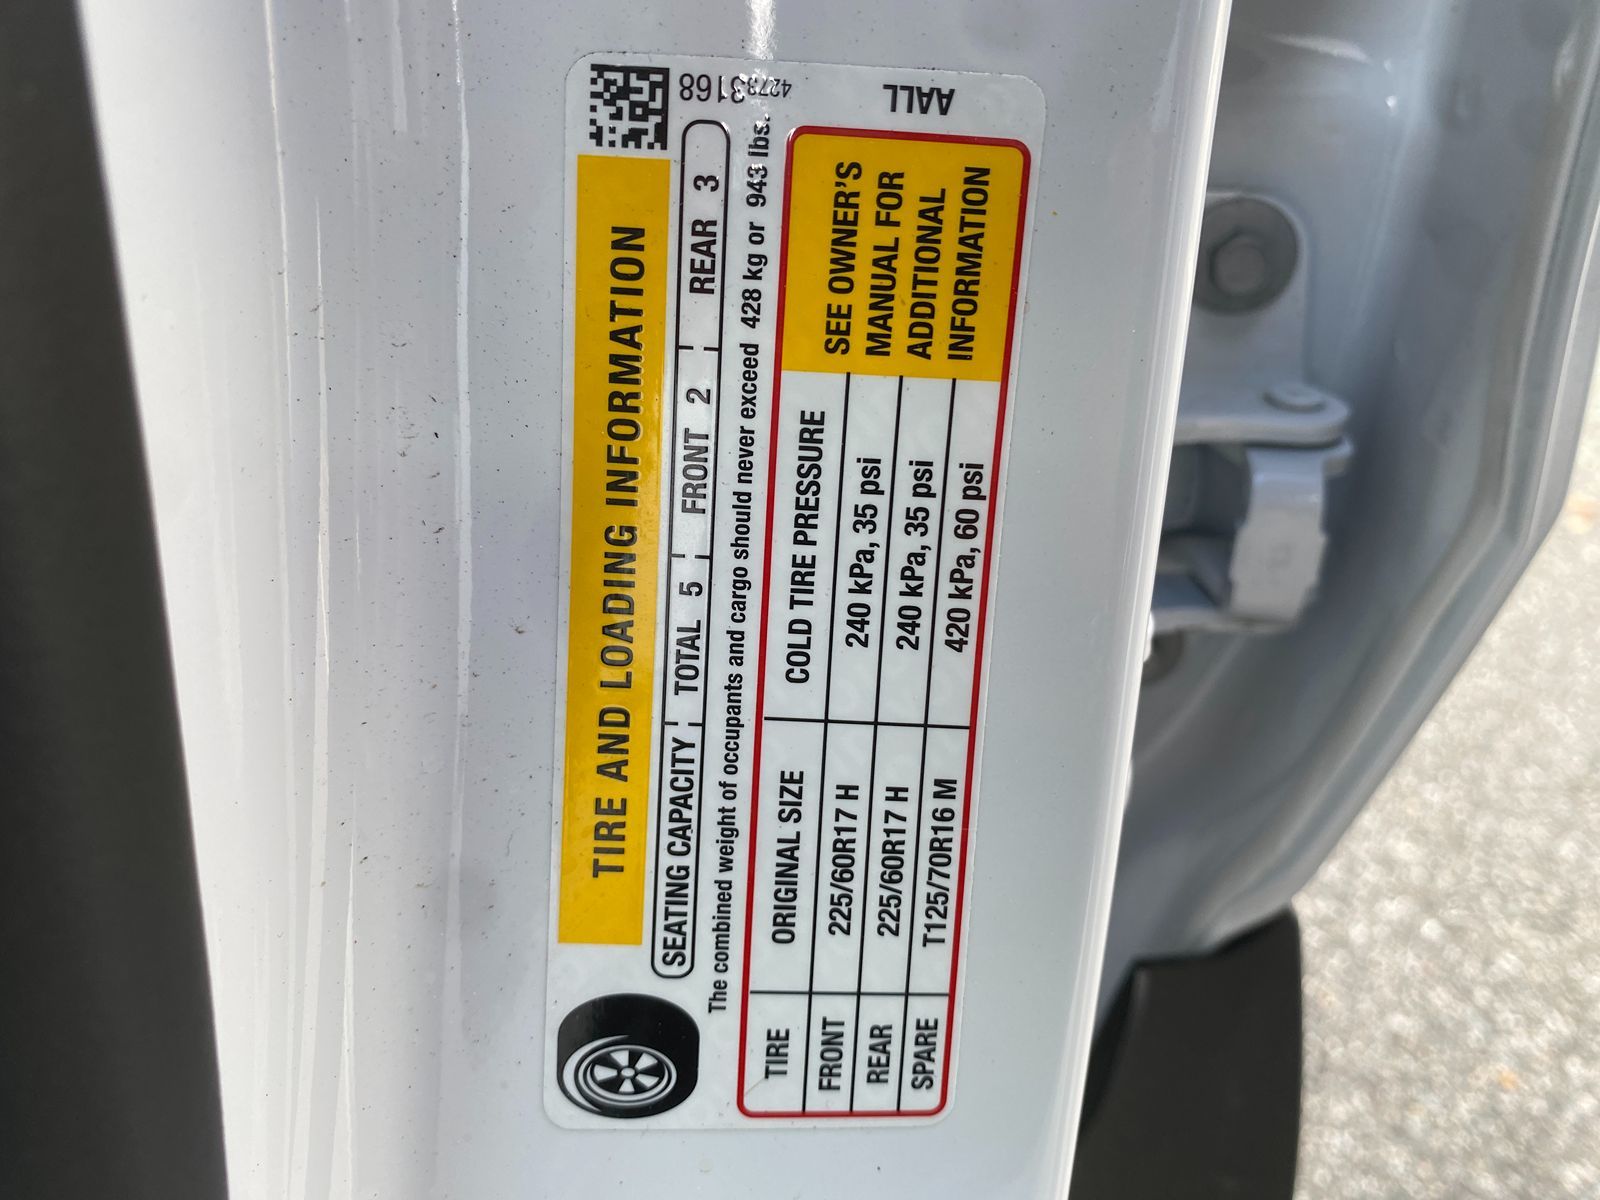 TIRE AND LOADING INFORMATION
SEATING CAPACITY TOTAL 5 FRONT 2 REAR 3
The combined weight of occupants and cargo should never exceed 428 kg or 943 lbs.
TIRE ORIGINAL SIZE COLD TIRE PRESSURE
FRONT 225/60R17 H 240 kPa, 35 psi
REAR 225/60R17 H 240 kPa, 35 psi
SPARE T125/70R16 M 420 kPa, 60 psi
SEE OWNER'S
MANUAL FOR
ADDITIONAL
INFORMATION
42733168
AALL